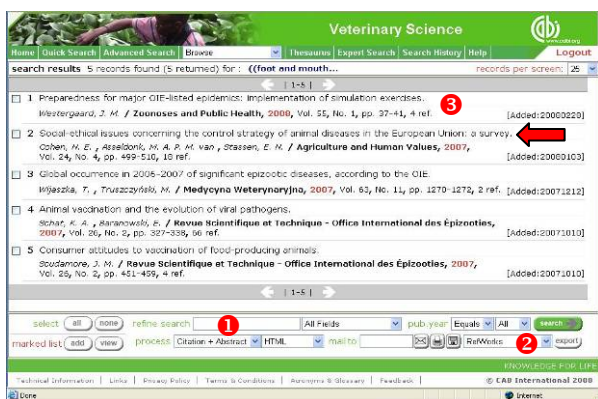 Veterinary Science
www.cabi.org
Home | Quick Search | Advanced Search | Browse | Thesaurus | Expert Search | Search History | Help | Logout
search results 5 records found (5 returned) for : ((foot and mouth... records per screen: 25
| 1-5 |
1 Preparedness for major OIE-listed epidemics: implementation of simulation exercises.
3
Westergaard, J. M. / Zoonoses and Public Health, 2008, Vol. 55, No. 1, pp. 37-41, 4 ref. [Added:20080220]
2 Social-ethical issues concerning the control strategy of animal diseases in the European Union: a survey.
Cohen, N. E. , Asseldonk, M. A. P. M. van , Stassen, E. N. / Agriculture and Human Values, 2007,
Vol. 24, No. 4, pp. 499-510, 18 ref. [Added:20080103]
3 Global occurrence in 2006-2007 of significant epizootic diseases, according to the OIE.
Wijaszka, T. , Truszczyński, M. / Medycyna Weterynaryjna, 2007, Vol. 63, No. 11, pp. 1270-1272, 2 ref. [Added:20071212]
4 Animal vaccination and the evolution of viral pathogens.
Schat, K. A. , Baranowski, E. / Revue Scientifique et Technique - Office International des Épizooties,
2007, Vol. 26, No. 2, pp. 327-338, 66 ref. [Added:20071010]
5 Consumer attitudes to vaccination of food-producing animals.
Scudamore, J. M. / Revue Scientifique et Technique - Office International des Épizooties, 2007,
Vol. 26, No. 2, pp. 451-459, 4 ref. [Added:20071010]
| 1-5 |
select all none refine search 1 All Fields pub.year Equals All search
marked list add view process Citation + Abstract HTML mail to RefWorks export
2
KNOWLEDGE FOR LIFE
Technical Information | Links | Privacy Policy | Terms & Conditions | Acronyms & Glossary | Feedback | © CAB International 2008
Done Internet